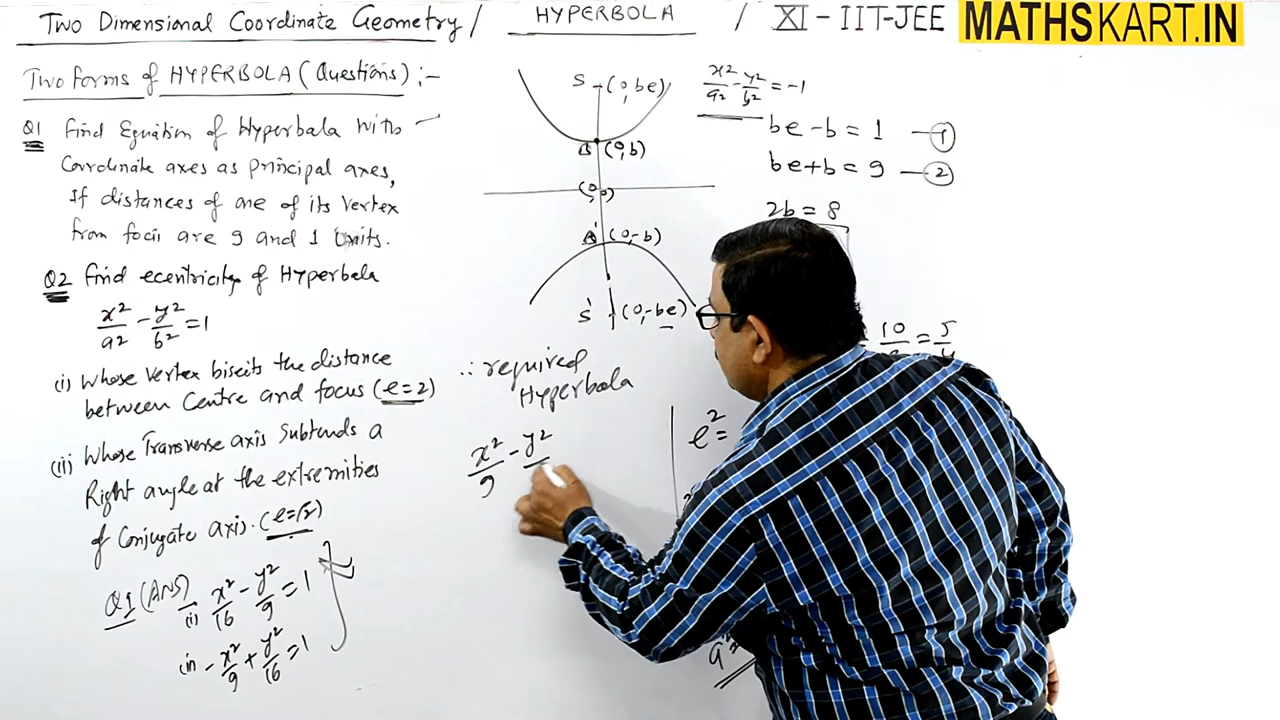 Two Dimensional Coordinate Geometry / HYPERBOLA / XI - IIT-JEE MATHSKART.IN
Two forms of HYPERBOLA (Questions) :-
Q1 Find Equation of Hyperbola with
Coordinate axes as principal axes,
If distances of one of its vertex
from focii are 9 and 1 units.
Q2 find eccentricity of Hyperbola
x²/a² - y²/b² = 1
(i) whose vertex bisects the distance
between centre and focus (e=2)
(ii) whose Transverse axis subtends a
Right angle at the extremities
of Conjugate axis. (e=√2)
Q1 (ANS)
(i) x²/16 - y²/9 = 1
(ii) - x²/9 + y²/16 = 1
S (0, be)
A (0, b)
(0,0)
A' (0, -b)
S' (0, -be)
∴ required
Hyperbola
x²/9 - y²/
x²/a² - y²/b² = -1
be - b = 1 — (1)
be + b = 9 — (2)
2b = 8
10/ = 5/4
e² =
a² =